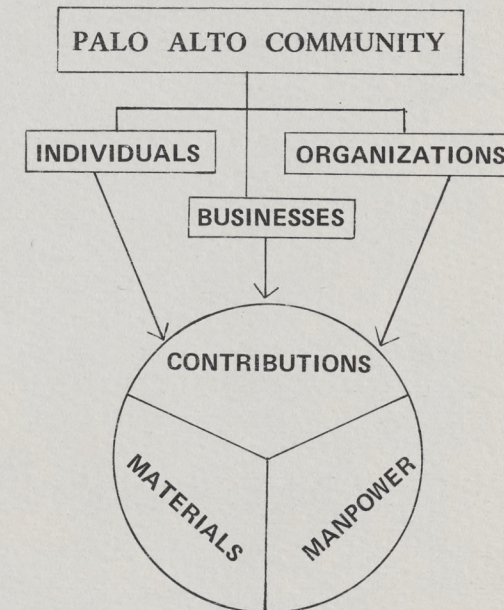 PALO ALTO COMMUNITY
INDIVIDUALS
ORGANIZATIONS
BUSINESSES
CONTRIBUTIONS
MATERIALS
MANPOWER